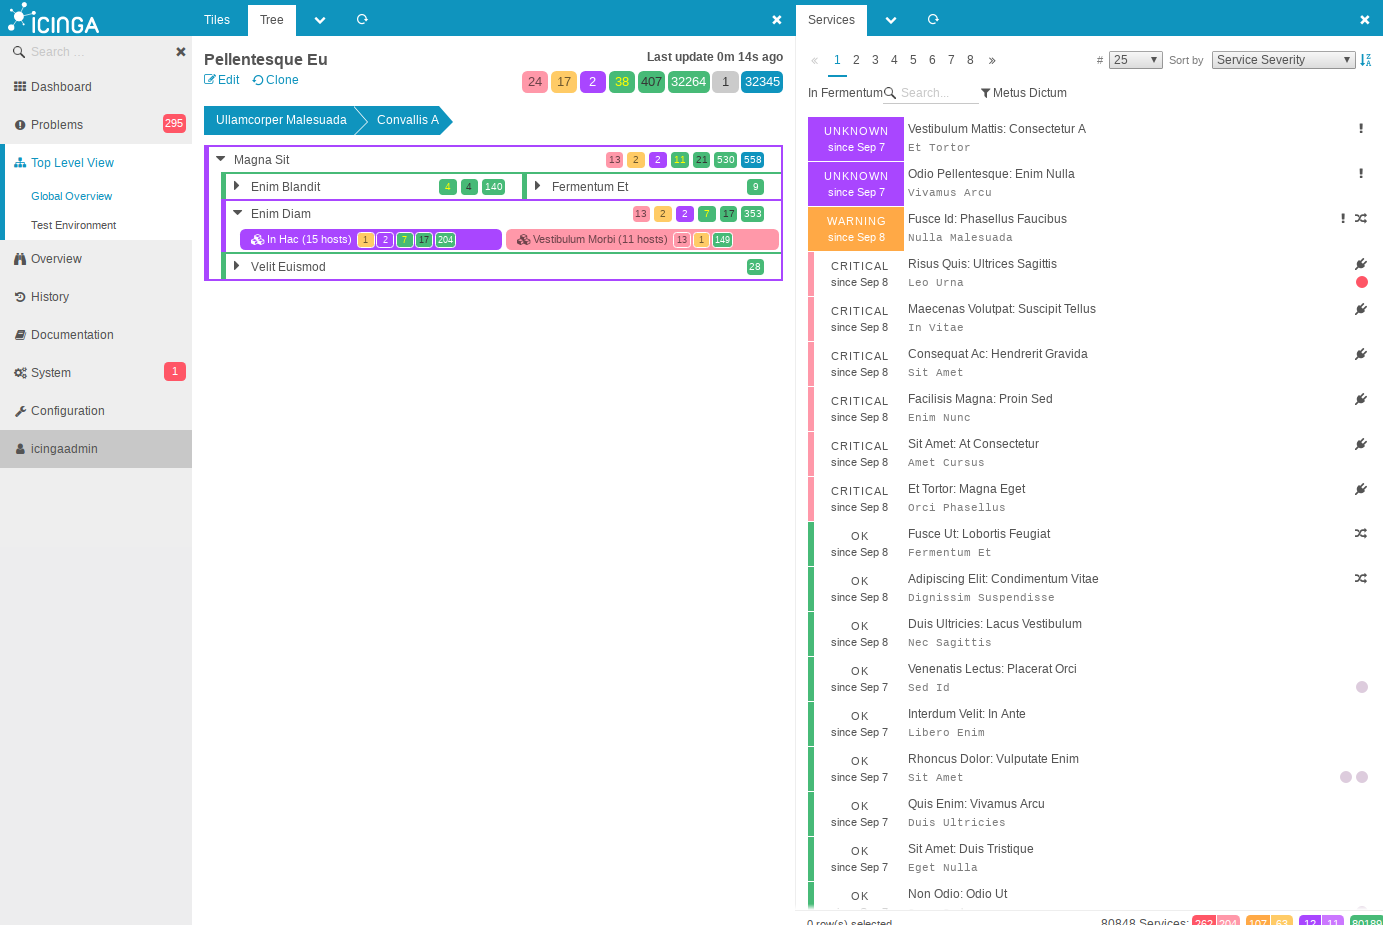 ICINGA
Search ...
Dashboard
Problems 295
Top Level View
Global Overview
Test Environment
Overview
History
Documentation
System 1
Configuration
icingaadmin
Tiles Tree
Pellentesque Eu
Last update 0m 14s ago
Edit Clone
24 17 2 38 407 32264 1 32345
Ullamcorper Malesuada Convallis A
Magna Sit 13 2 2 11 21 530 558
Enim Blandit 4 4 140 Fermentum Et 9
Enim Diam 13 2 2 7 17 353
In Hac (15 hosts) 1 2 7 17 204 Vestibulum Morbi (11 hosts) 13 1 149
Velit Euismod 28
Services
« 1 2 3 4 5 6 7 8 » # 25 Sort by Service Severity
In Fermentum Search... Metus Dictum
UNKNOWN Vestibulum Mattis: Consectetur A
since Sep 7 Et Tortor
UNKNOWN Odio Pellentesque: Enim Nulla
since Sep 7 Vivamus Arcu
WARNING Fusce Id: Phasellus Faucibus
since Sep 8 Nulla Malesuada
CRITICAL Risus Quis: Ultrices Sagittis
since Sep 8 Leo Urna
CRITICAL Maecenas Volutpat: Suscipit Tellus
since Sep 8 In Vitae
CRITICAL Consequat Ac: Hendrerit Gravida
since Sep 8 Sit Amet
CRITICAL Facilisis Magna: Proin Sed
since Sep 8 Enim Nunc
CRITICAL Sit Amet: At Consectetur
since Sep 8 Amet Cursus
CRITICAL Et Tortor: Magna Eget
since Sep 8 Orci Phasellus
OK Fusce Ut: Lobortis Feugiat
since Sep 8 Fermentum Et
OK Adipiscing Elit: Condimentum Vitae
since Sep 8 Dignissim Suspendisse
OK Duis Ultricies: Lacus Vestibulum
since Sep 8 Nec Sagittis
OK Venenatis Lectus: Placerat Orci
since Sep 7 Sed Id
OK Interdum Velit: In Ante
since Sep 7 Libero Enim
OK Rhoncus Dolor: Vulputate Enim
since Sep 7 Sit Amet
OK Quis Enim: Vivamus Arcu
since Sep 7 Duis Ultricies
OK Sit Amet: Duis Tristique
since Sep 7 Eget Nulla
OK Non Odio: Odio Ut
0 row(s) selected 80848 Services: 262 204 107 63 12 11 80189